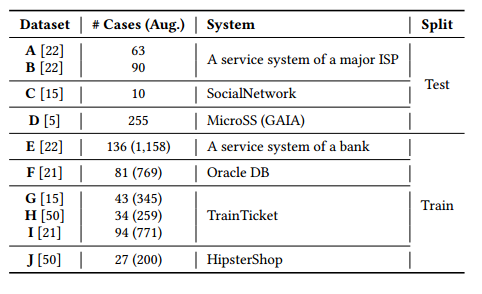 Dataset # Cases (Aug.) System Split
A [22] 63 A service system of a major ISP Test
B [22] 90
C [15] 10 SocialNetwork
D [5] 255 MicroSS (GAIA)
E [22] 136 (1,158) A service system of a bank Train
F [21] 81 (769) Oracle DB
G [15] 43 (345) TrainTicket
H [50] 34 (259)
I [21] 94 (771)
J [50] 27 (200) HipsterShop